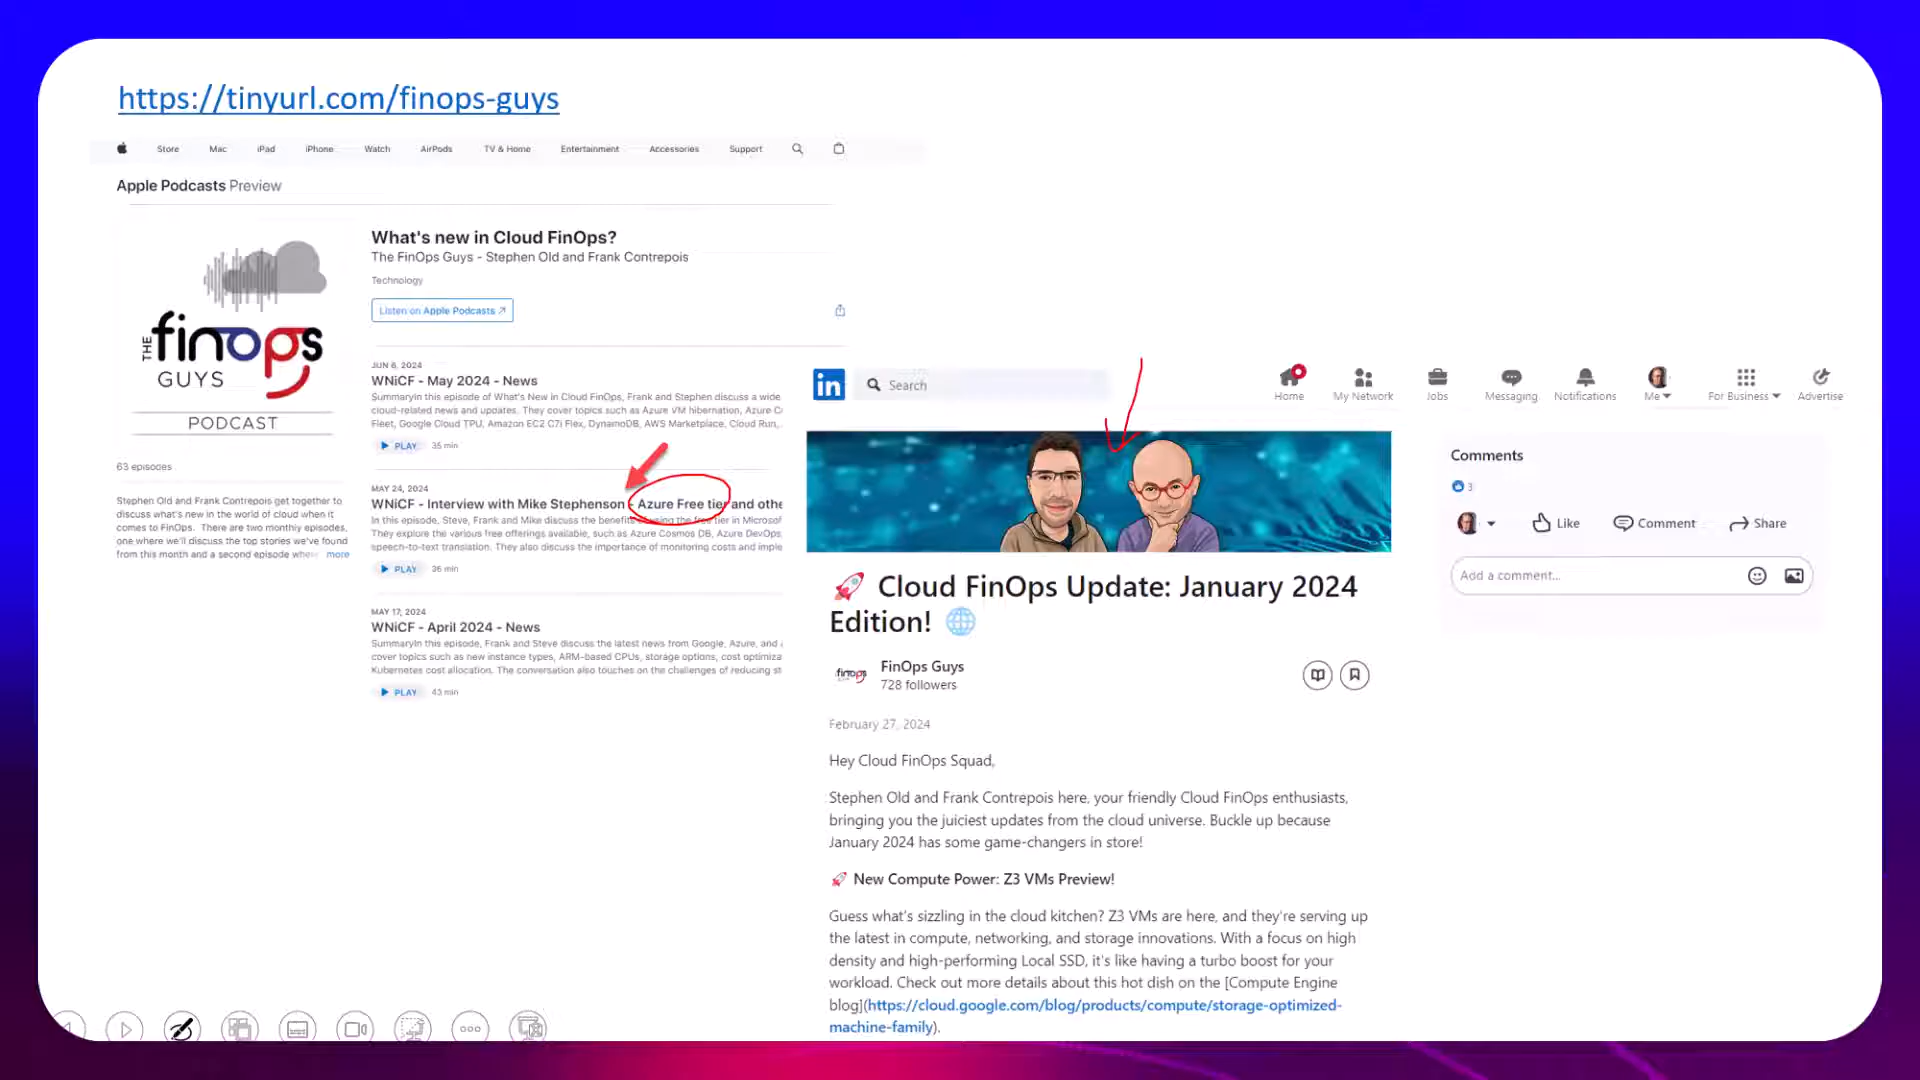 https://tinyurl.com/finops-guys
Store Mac iPad iPhone Watch AirPods TV & Home Entertainment Accessories Support
Apple Podcasts Preview
THE finops GUYS
PODCAST
63 episodes
Stephen Old and Frank Contrepois get together to
discuss what's new in the world of cloud when it
comes to FinOps. There are two monthly episodes,
one where we'll discuss the top stories we've found
from this month and a second episode where more
What's new in Cloud FinOps?
The FinOps Guys - Stephen Old and Frank Contrepois
Technology
Listen on Apple Podcasts ↗
JUN 6, 2024
WNiCF - May 2024 - News
SummaryIn this episode of What's New in Cloud FinOps, Frank and Stephen discuss a wide
cloud-related news and updates. They cover topics such as Azure VM hibernation, Azure C
Fleet, Google Cloud TPU, Amazon EC2 C7i Flex, DynamoDB, AWS Marketplace, Cloud Run,
PLAY 35 min
MAY 24, 2024
WNiCF - Interview with Mike Stephenson - Azure Free tier and othe
In this episode, Steve, Frank and Mike discuss the benefits of using the free tier in Microsof
They explore the various free offerings available, such as Azure Cosmos DB, Azure DevOps,
speech-to-text translation. They also discuss the importance of monitoring costs and imple
PLAY 36 min
MAY 17, 2024
WNiCF - April 2024 - News
SummaryIn this episode, Frank and Steve discuss the latest news from Google, Azure, and
cover topics such as new instance types, ARM-based CPUs, storage options, cost optimiza
Kubernetes cost allocation. The conversation also touches on the challenges of reducing st
PLAY 43 min
in Search Home My Network Jobs Messaging Notifications Me For Business Advertise
🚀 Cloud FinOps Update: January 2024
Edition! 🌐
finops
FinOps Guys
728 followers
February 27, 2024
Hey Cloud FinOps Squad,
Stephen Old and Frank Contrepois here, your friendly Cloud FinOps enthusiasts,
bringing you the juiciest updates from the cloud universe. Buckle up because
January 2024 has some game-changers in store!
🚀 New Compute Power: Z3 VMs Preview!
Guess what's sizzling in the cloud kitchen? Z3 VMs are here, and they're serving up
the latest in compute, networking, and storage innovations. With a focus on high
density and high-performing Local SSD, it's like having a turbo boost for your
workload. Check out more details about this hot dish on the [Compute Engine
blog](https://cloud.google.com/blog/products/compute/storage-optimized-
machine-family).
Comments
3
Like Comment Share
Add a comment...